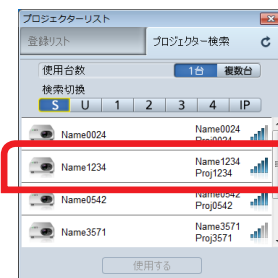 プロジェクターリスト
登録リスト プロジェクター検索
使用台数 1台 複数台
検索切換
S U 1 2 3 4 IP
Name0024 Name0024
Proj0024
Name1234 Name1234
Proj1234
Name0542 Name0542
Proj0542
Name3571 Name3571
Proj3571
使用する